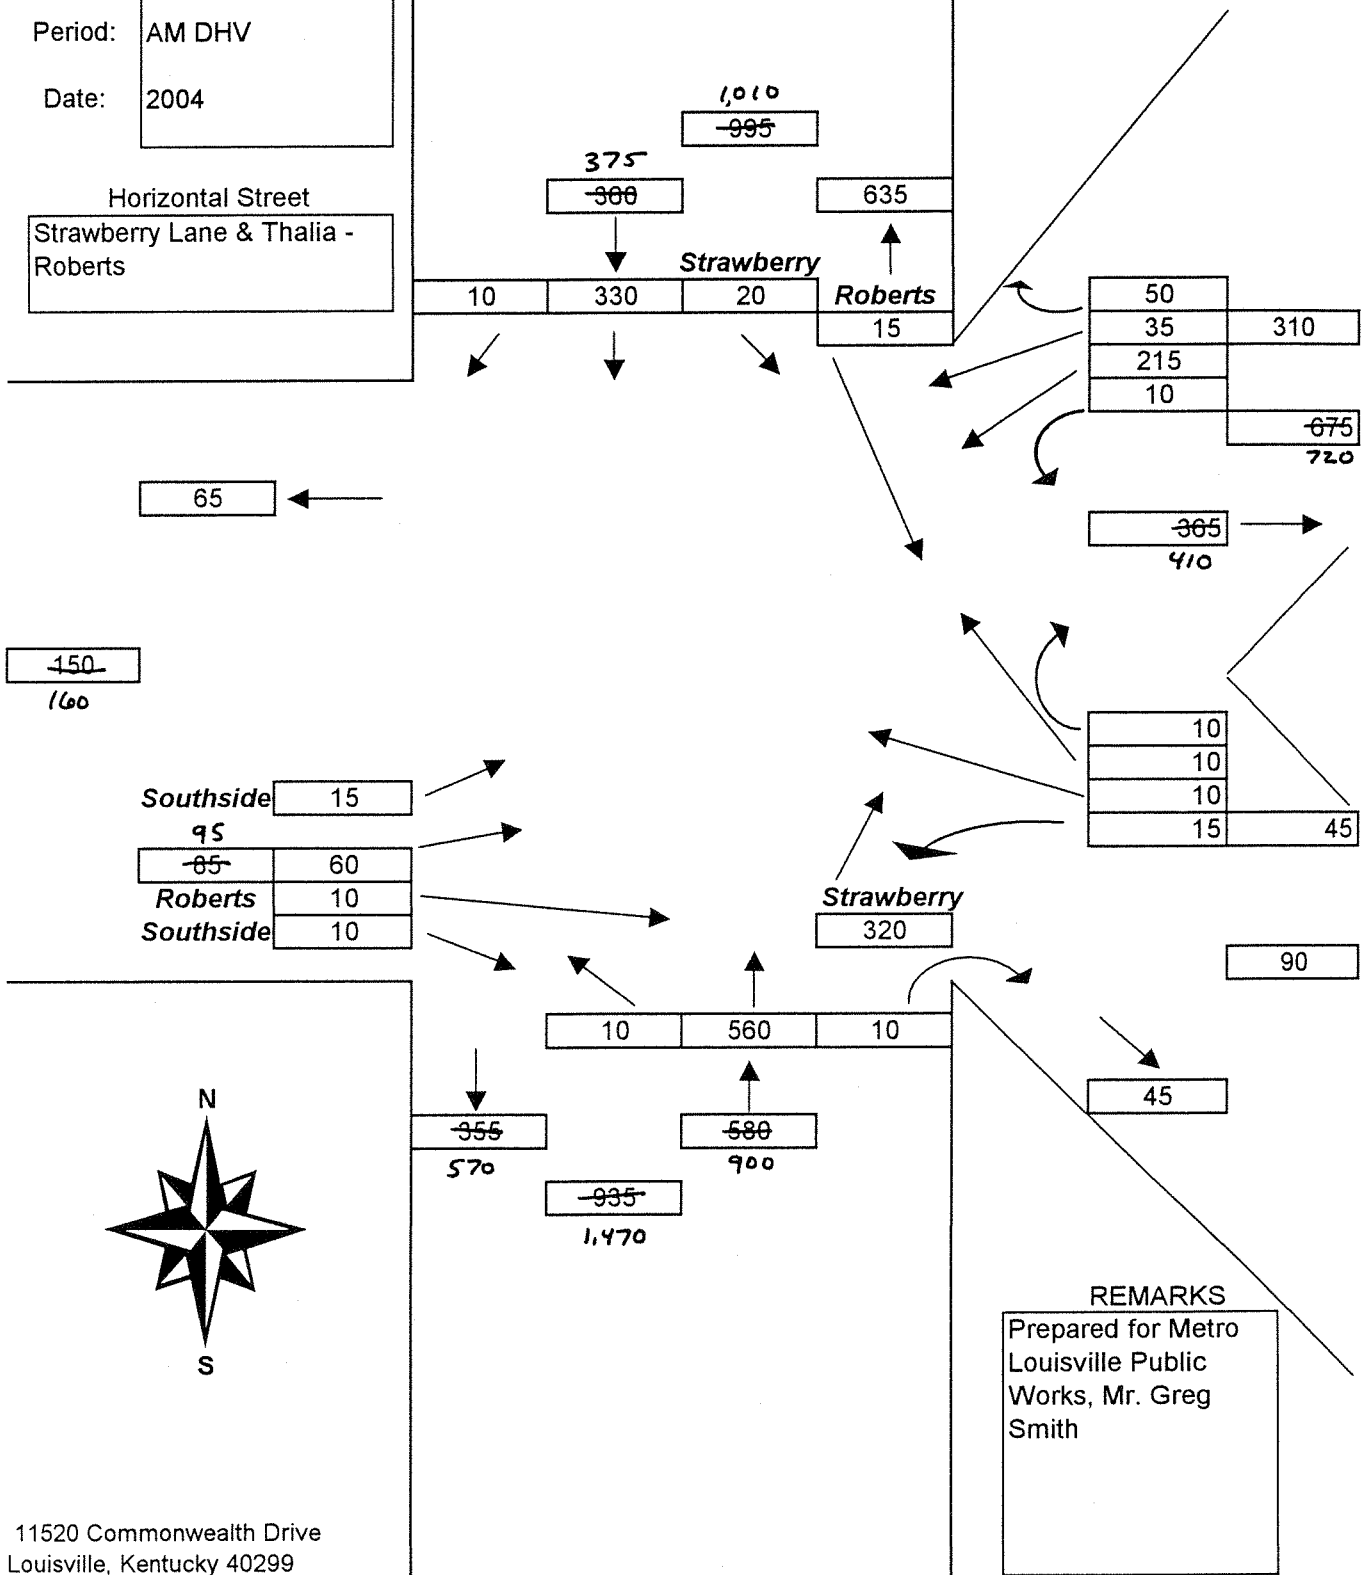 Period: AM DHV
Date: 2004
1,010
995
375
300
635
Horizontal Street
Strawberry Lane & Thalia -
Roberts
Strawberry
10 330 20 Roberts
15
50
35 310
215
10
675
720
65
365
410
150
160
10
10
10
15 45
Southside 15
95
85 60
Roberts 10
Southside 10
Strawberry
320
90
10 560 10
45
355
570
580
900
935
1,470
N
S
REMARKS
Prepared for Metro
Louisville Public
Works, Mr. Greg
Smith
11520 Commonwealth Drive
Louisville, Kentucky 40299